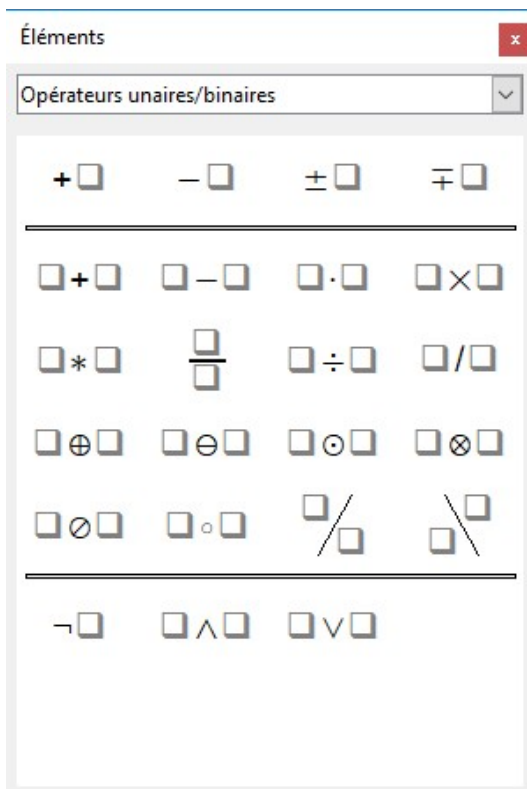 Éléments
x
Opérateurs unaires/binaires
+□ −□ ±□ ∓□
□+□ □−□ □·□ □×□
□∗□ □/□ □÷□ □/□
□⊕□ □⊖□ □⊙□ □⊗□
□⊘□ □∘□ □/□ □\□
¬□ □∧□ □∨□